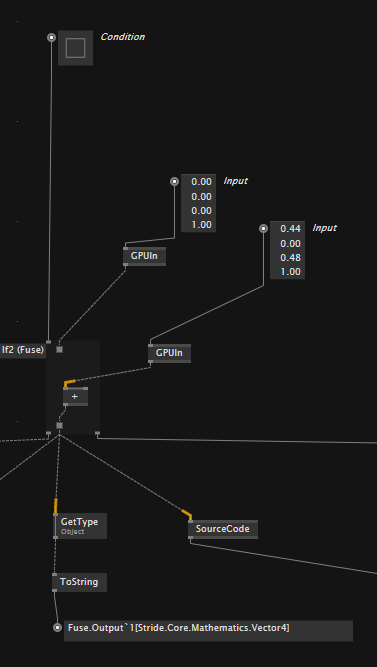 Condition
0.00
0.00
0.00
1.00
Input
0.44
0.00
0.48
1.00
Input
GPUIn
GPUIn
If2 (Fuse)
+
GetType
Object
SourceCode
ToString
Fuse.Output`1[Stride.Core.Mathematics.Vector4]